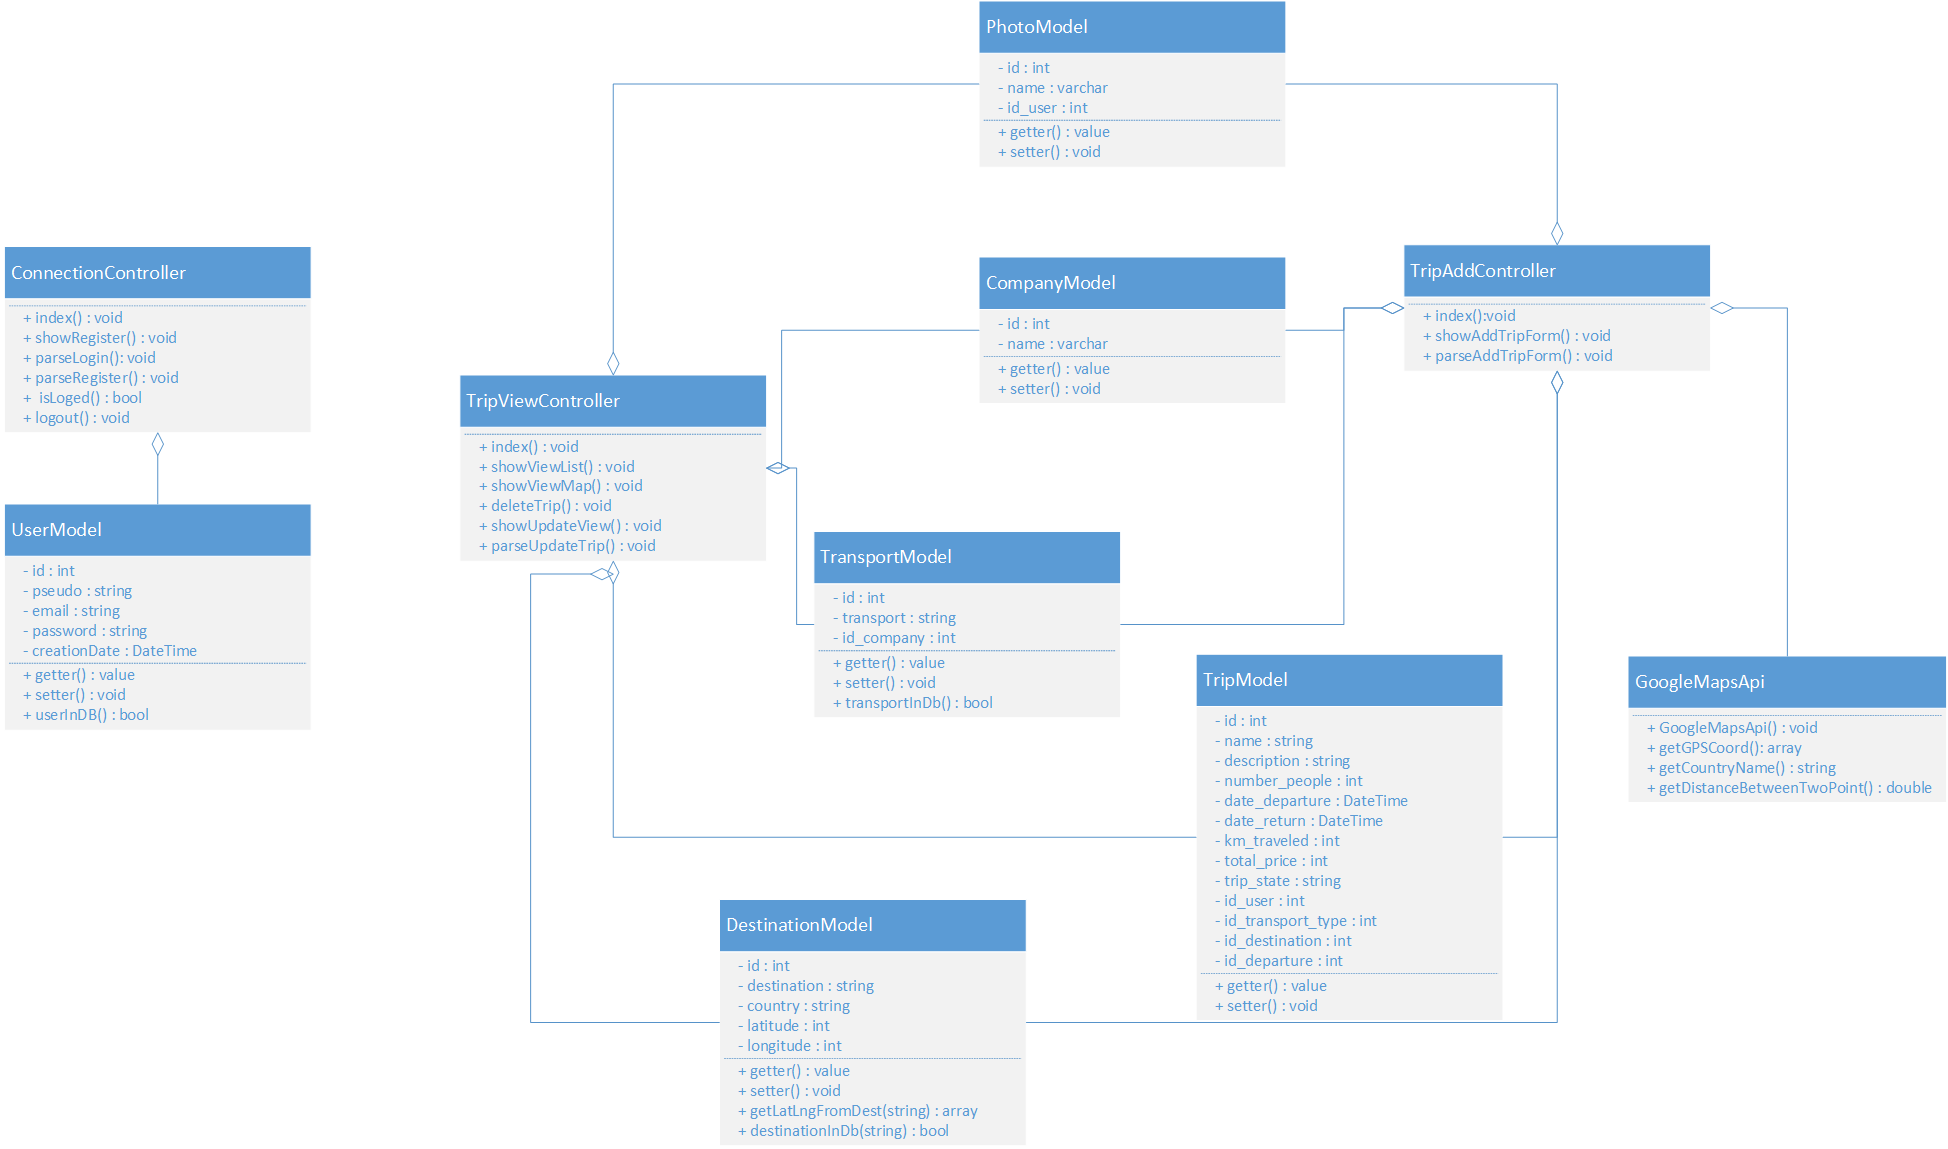 PhotoModel
- id : int
- name : varchar
- id_user : int
+ getter() : value
+ setter() : void
ConnectionController
+ index() : void
+ showRegister() : void
+ parseLogin(): void
+ parseRegister() : void
+  isLoged() : bool
+ logout() : void
CompanyModel
- id : int
- name : varchar
+ getter() : value
+ setter() : void
TripAddController
+ index():void
+ showAddTripForm() : void
+ parseAddTripForm() : void
TripViewController
+ index() : void
+ showViewList() : void
+ showViewMap() : void
+ deleteTrip() : void
+ showUpdateView() : void
+ parseUpdateTrip() : void
UserModel
- id : int
- pseudo : string
- email : string
- password : string
- creationDate : DateTime
+ getter() : value
+ setter() : void
+ userInDB() : bool
TransportModel
- id : int
- transport : string
- id_company : int
+ getter() : value
+ setter() : void
+ transportInDb() : bool
TripModel
- id : int
- name : string
- description : string
- number_people : int
- date_departure : DateTime
- date_return : DateTime
- km_traveled : int
- total_price : int
- trip_state : string
- id_user : int
- id_transport_type : int
- id_destination : int
- id_departure : int
+ getter() : value
+ setter() : void
GoogleMapsApi
+ GoogleMapsApi() : void
+ getGPSCoord(): array
+ getCountryName() : string
+ getDistanceBetweenTwoPoint() : double
DestinationModel
- id : int
- destination : string
- country : string
- latitude : int
- longitude : int
+ getter() : value
+ setter() : void
+ getLatLngFromDest(string) : array
+ destinationInDb(string) : bool